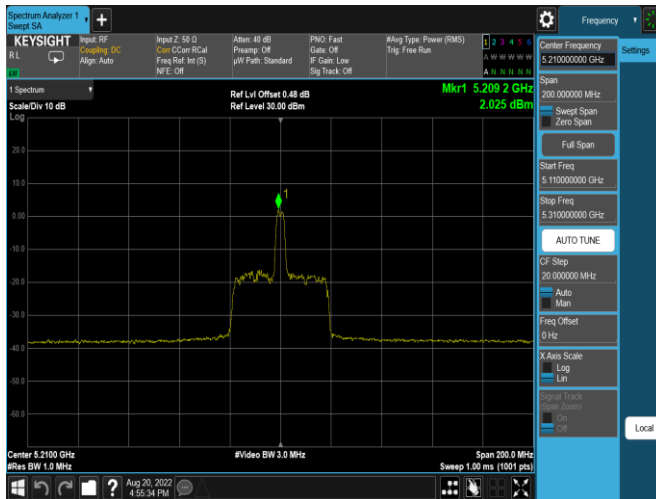 Spectrum Analyzer 1
Swept SA
+
Frequency
KEYSIGHT
R L
LXI
Input: RF
Coupling: DC
Align: Auto
Input Z: 50 Ω
Corr CCorr RCal
Freq Ref: Int (S)
NFE: Off
Atten: 40 dB
Preamp: Off
µW Path: Standard
PNO: Fast
Gate: Off
IF Gain: Low
Sig Track: Off
#Avg Type: Power (RMS)
Trig: Free Run
1 2 3 4 5 6
A W W W W W
A N N N N N
1 Spectrum
Scale/Div 10 dB
Log
Ref Lvl Offset 0.48 dB
Ref Level 30.00 dBm
Mkr1 5.209 2 GHz
2.025 dBm
1
20.0
10.0
0.00
-10.0
-20.0
-30.0
-40.0
-50.0
-60.0
Center 5.2100 GHz
#Res BW 1.0 MHz
#Video BW 3.0 MHz
Span 200.0 MHz
Sweep 1.00 ms (1001 pts)
?
Aug 20, 2022
4:55:34 PM
Center Frequency
5.210000000 GHz
Settings
Span
200.000000 MHz
Swept Span
Zero Span
Full Span
Start Freq
5.110000000 GHz
Stop Freq
5.310000000 GHz
AUTO TUNE
CF Step
20.000000 MHz
Auto
Man
Freq Offset
0 Hz
X Axis Scale
Log
Lin
Signal Track
(Span Zoom)
On
Off
Local